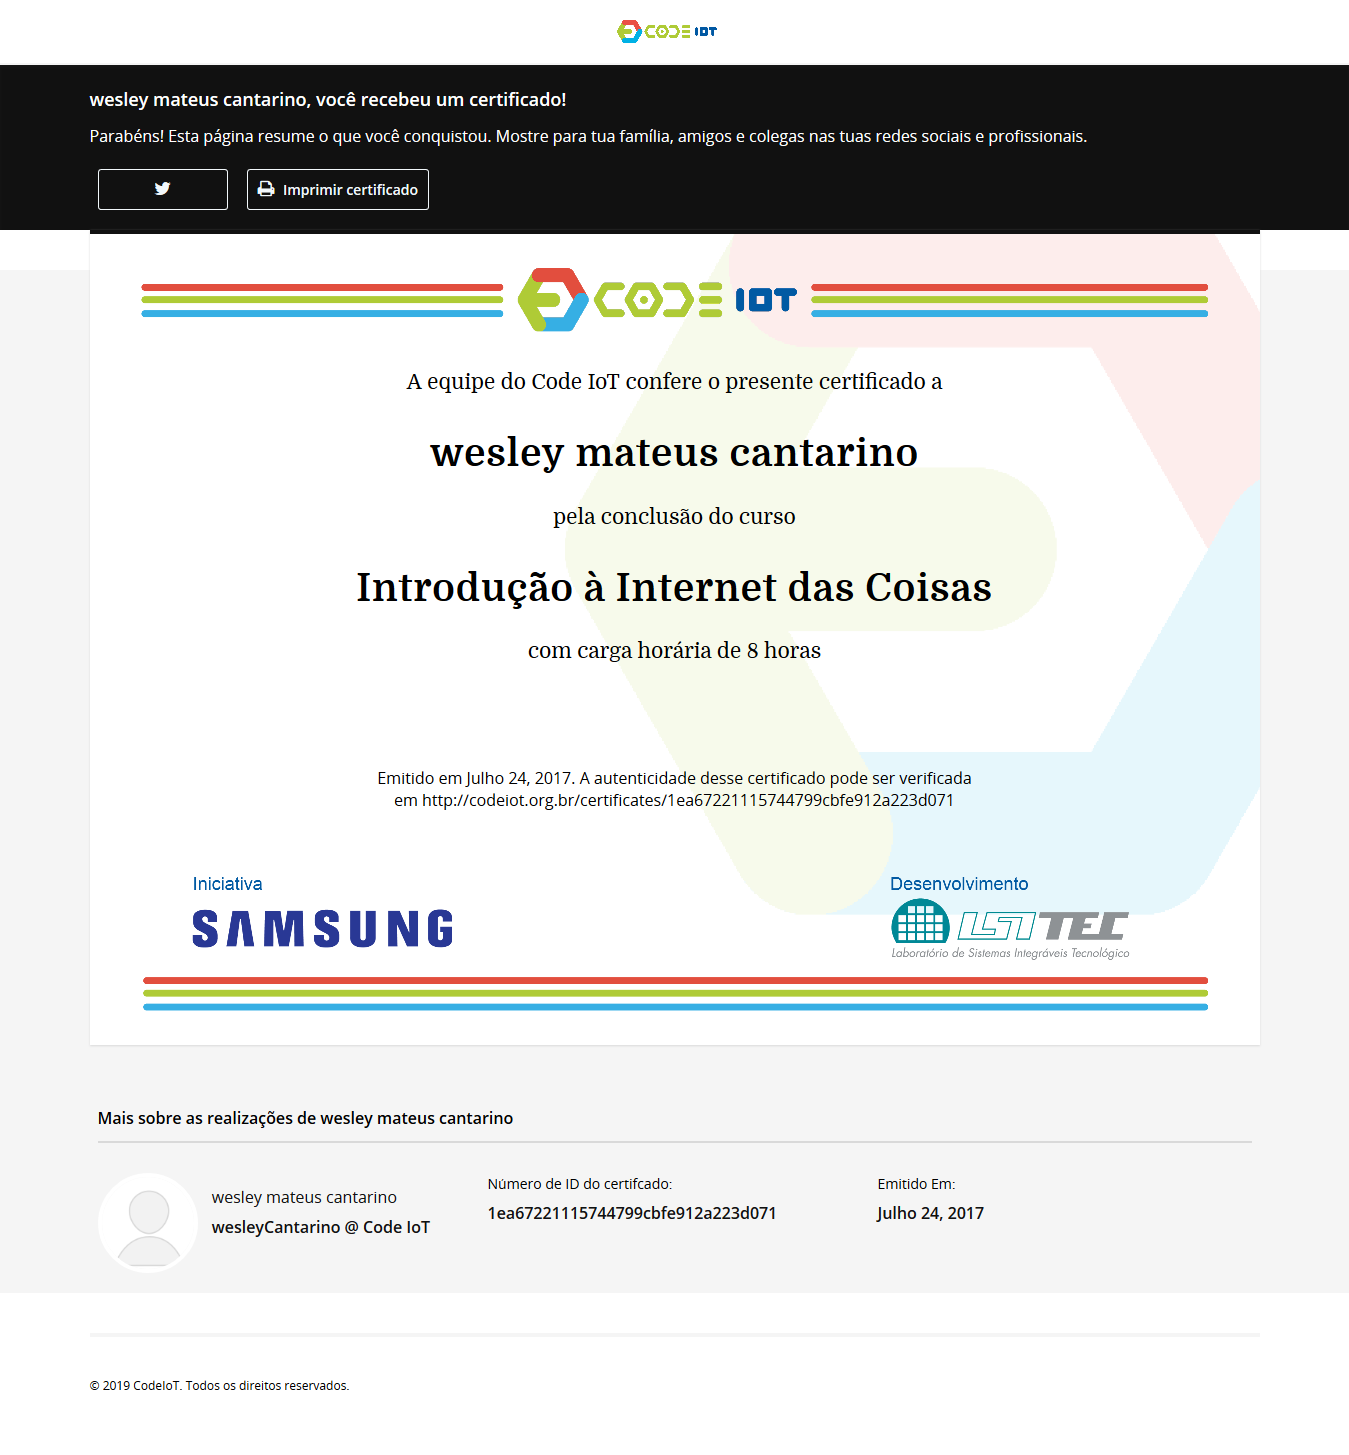 CODE IOT
wesley mateus cantarino, você recebeu um certificado!
Parabéns! Esta página resume o que você conquistou. Mostre para tua família, amigos e colegas nas tuas redes sociais e profissionais.
Imprimir certificado
CODE IOT
A equipe do Code IoT confere o presente certificado a
wesley mateus cantarino
pela conclusão do curso
Introdução à Internet das Coisas
com carga horária de 8 horas
Emitido em Julho 24, 2017. A autenticidade desse certificado pode ser verificada
em http://codeiot.org.br/certificates/1ea67221115744799cbfe912a223d071
Iniciativa
SAMSUNG
Desenvolvimento
LSI TEC
Laboratório de Sistemas Integráveis Tecnológico
Mais sobre as realizações de wesley mateus cantarino
wesley mateus cantarino
wesleyCantarino @ Code IoT
Número de ID do certifcado:
1ea67221115744799cbfe912a223d071
Emitido Em:
Julho 24, 2017
© 2019 CodeIoT. Todos os direitos reservados.